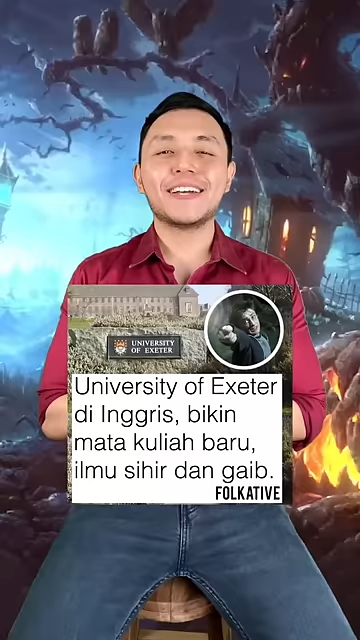 UNIVERSITY
OF EXETER
University of Exeter
di Inggris, bikin
mata kuliah baru,
ilmu sihir dan gaib.
FOLKATIVE